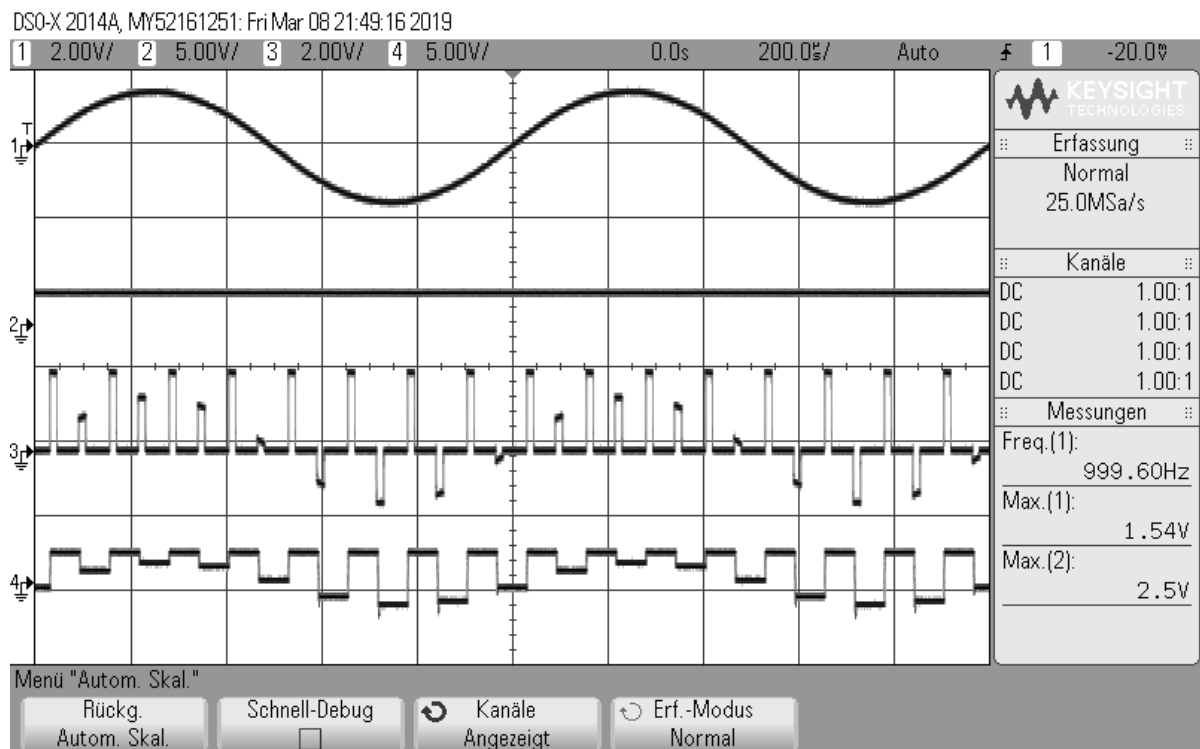 DSO-X 2014A, MY52161251: Fri Mar 08 21:49:16 2019
1 2.00V/ 2 5.00V/ 3 2.00V/ 4 5.00V/ 0.0s 200.0µs/ Auto 1 -20.0mV
KEYSIGHT
TECHNOLOGIES
Erfassung
Normal
25.0MSa/s
Kanäle
DC 1.00:1
DC 1.00:1
DC 1.00:1
DC 1.00:1
Messungen
Freq.(1):
999.60Hz
Max.(1):
1.54V
Max.(2):
2.5V
T
1
2
3
4
Menü "Autom. Skal."
Rückg.
Autom. Skal.
Schnell-Debug
Kanäle
Angezeigt
Erf.-Modus
Normal